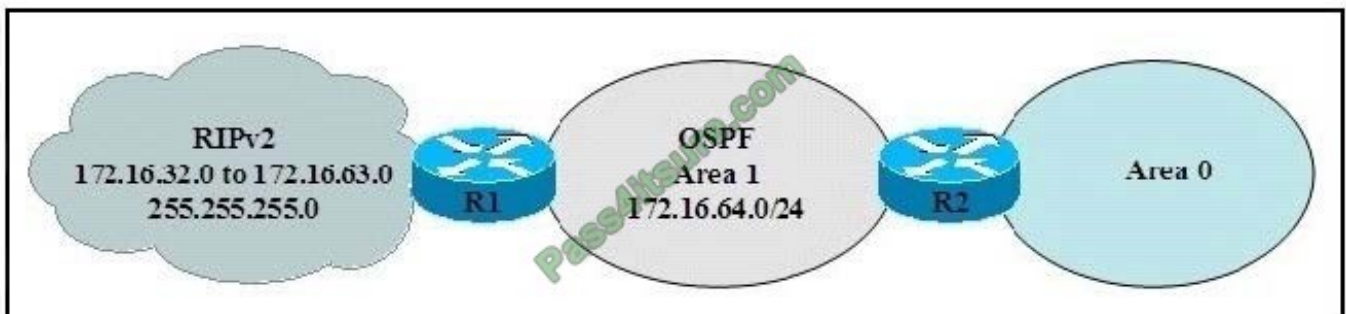 RIPv2
172.16.32.0 to 172.16.63.0
255.255.255.0
R1
OSPF
Area 1
172.16.64.0/24
R2
Area 0
Pass4itsure.com